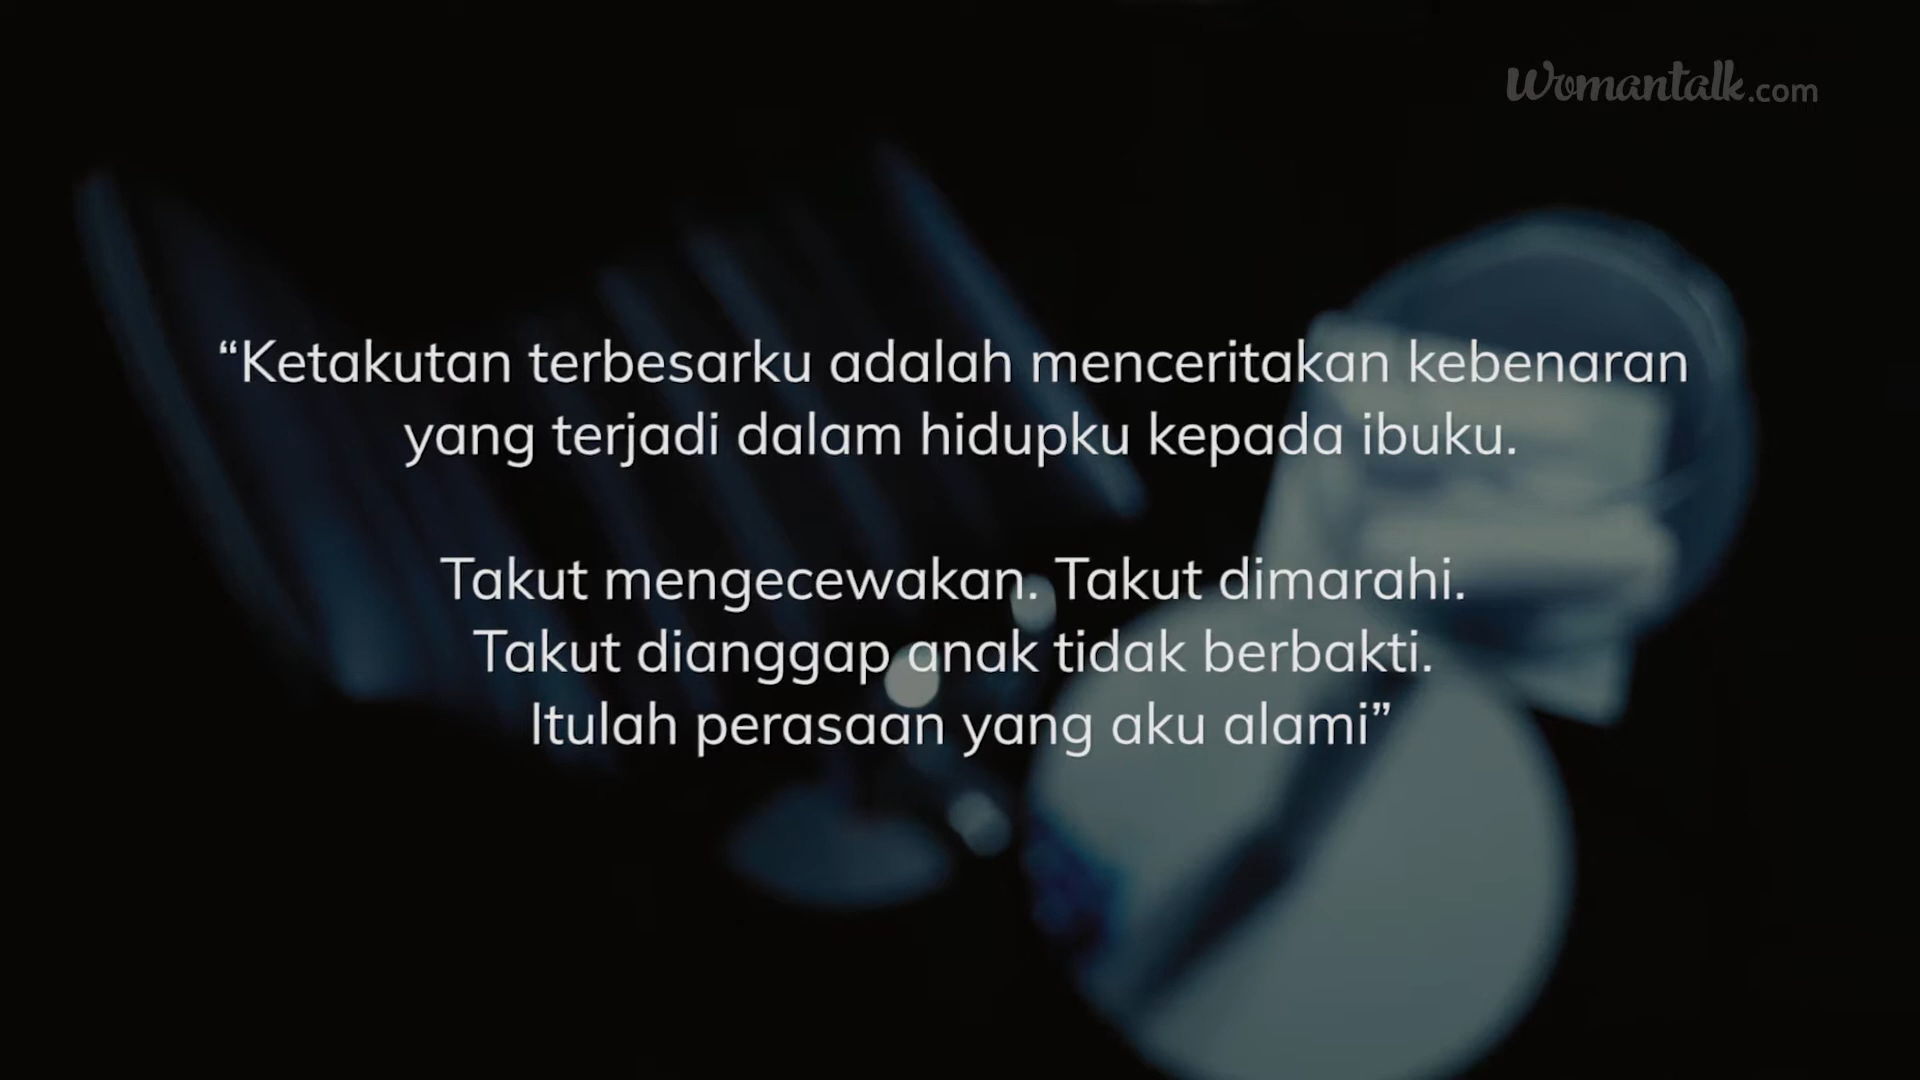 Womantalk.com
“Ketakutan terbesarku adalah menceritakan kebenaran
yang terjadi dalam hidupku kepada ibuku.
Takut mengecewakan. Takut dimarahi.
Takut dianggap anak tidak berbakti.
Itulah perasaan yang aku alami”